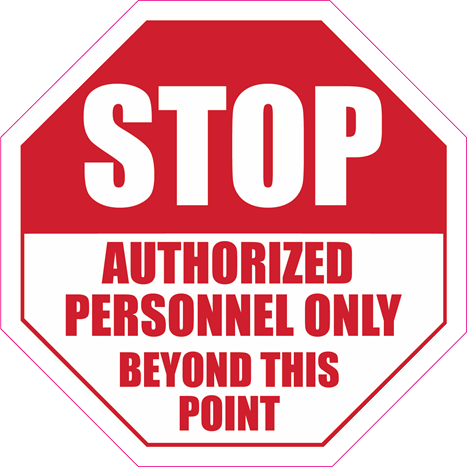 STOP
AUTHORIZED
PERSONNEL ONLY
BEYOND THIS
POINT